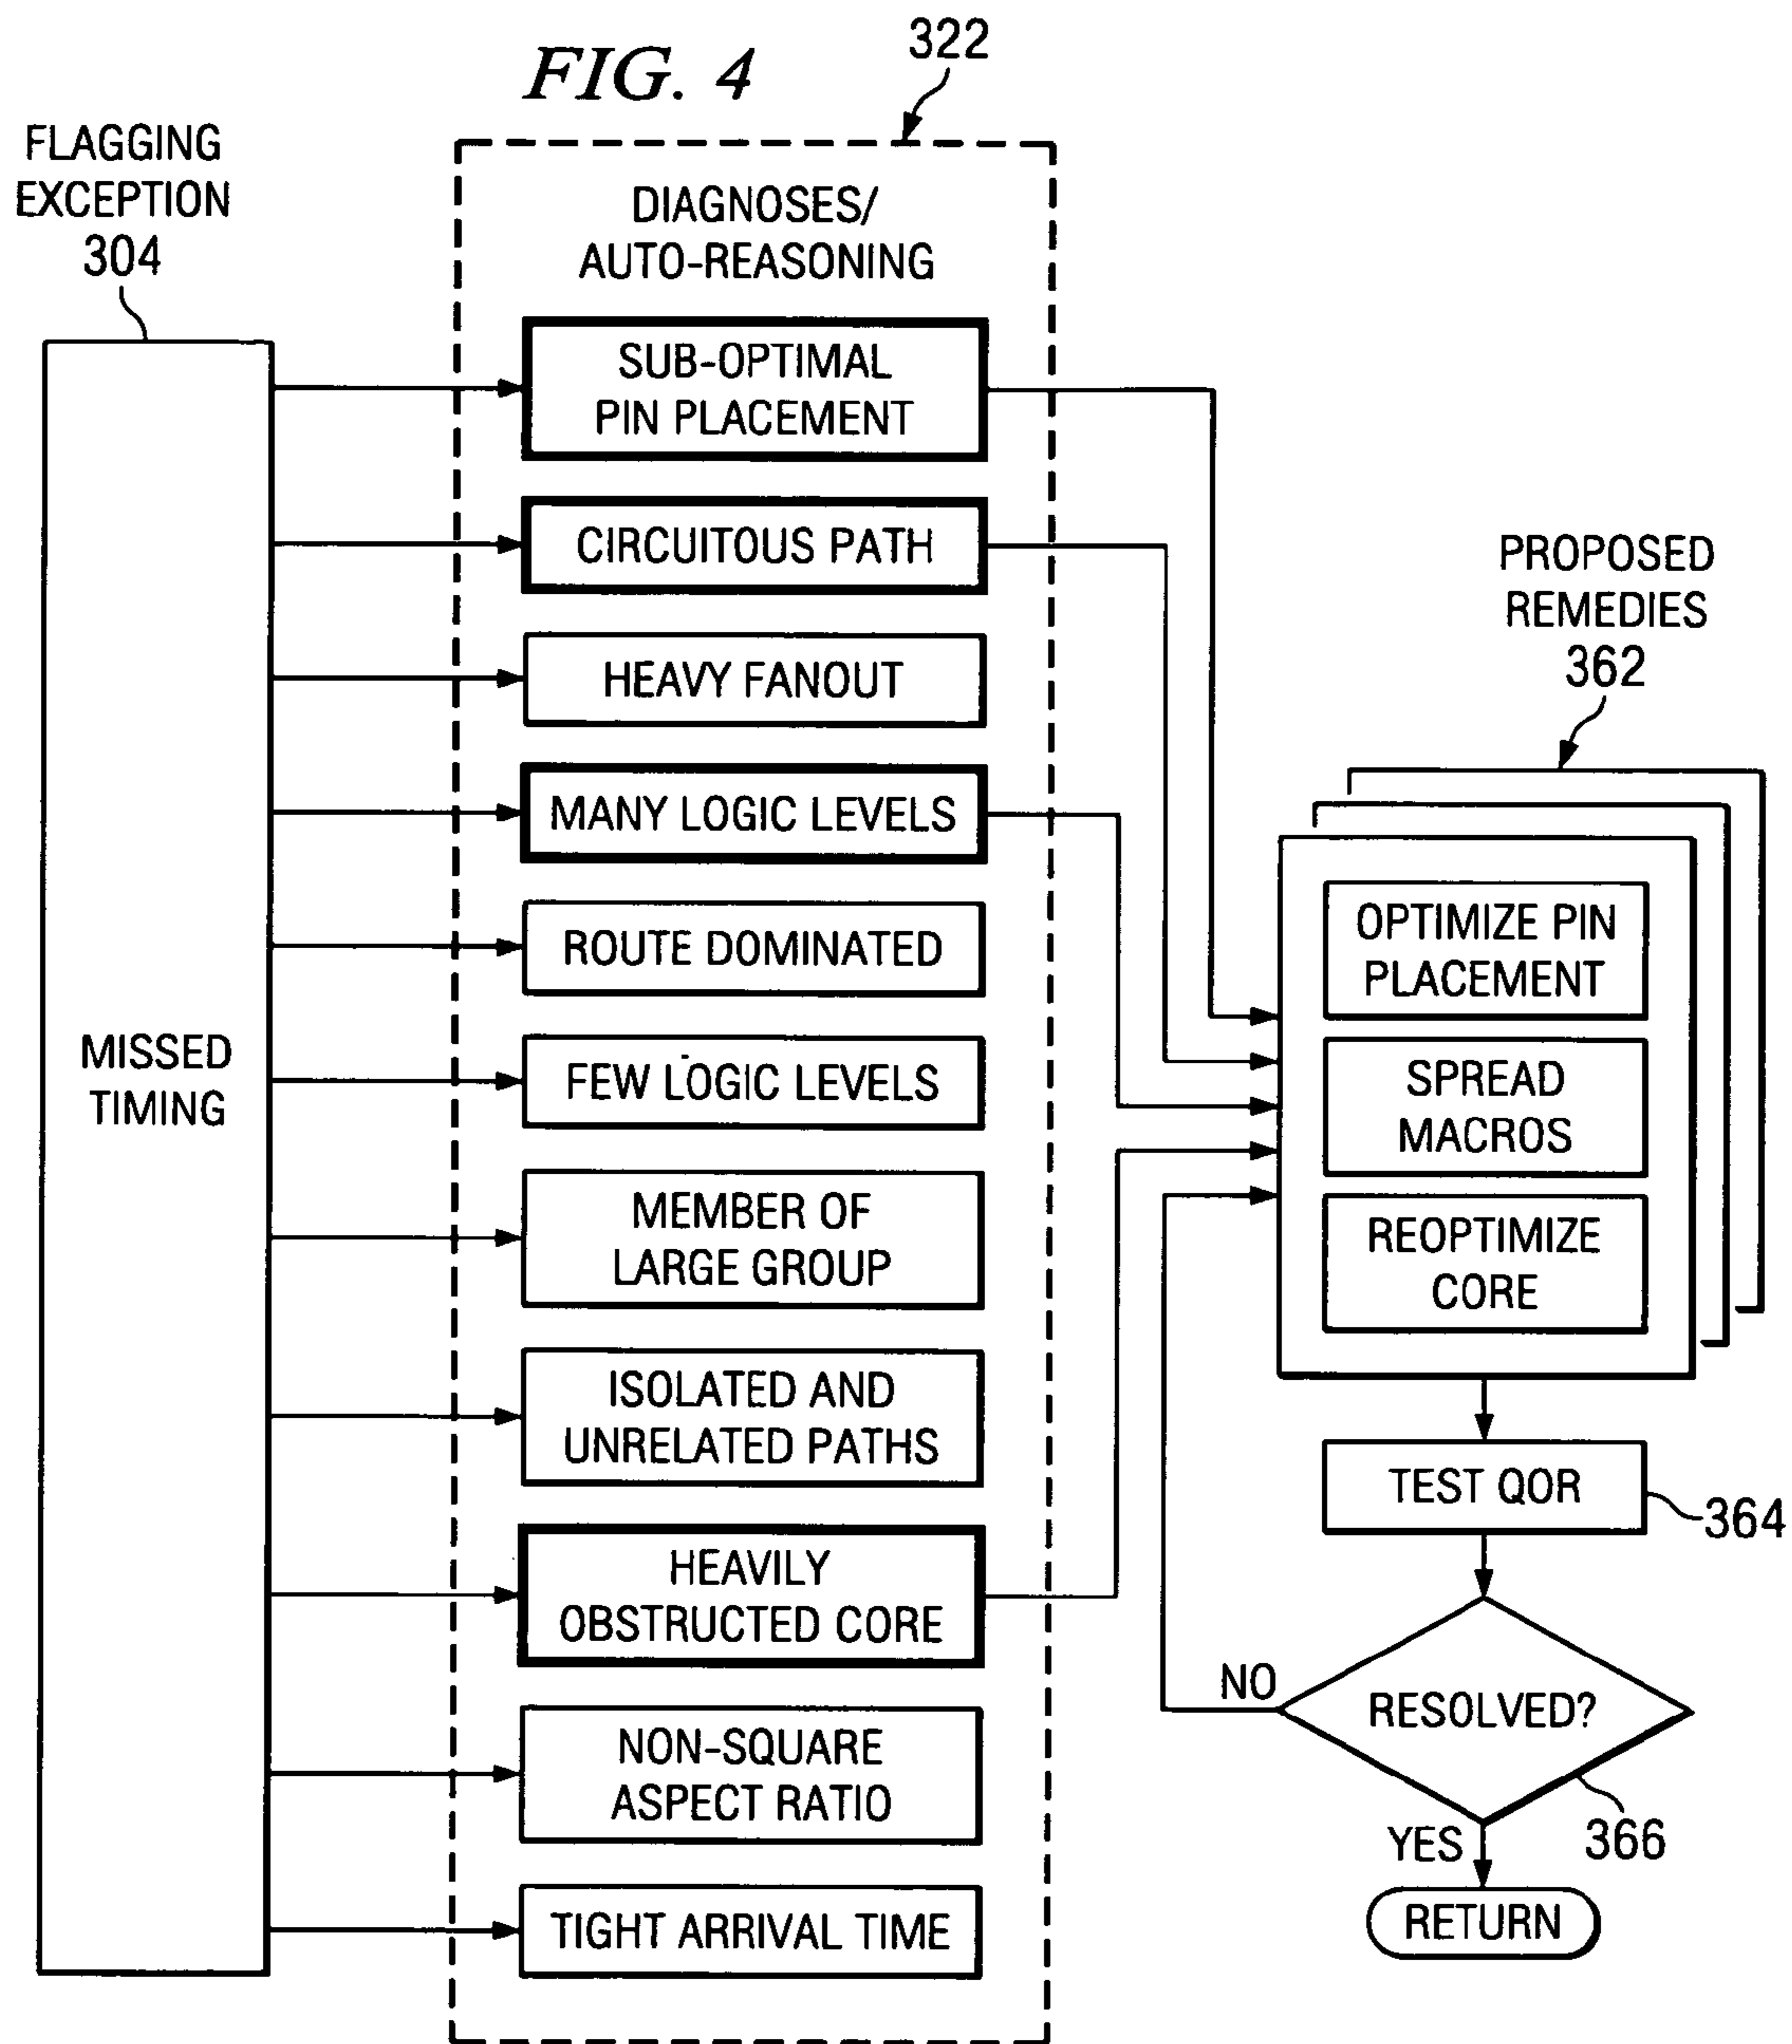 FIG. 4
322
FLAGGING
EXCEPTION
304
MISSED
TIMING
DIAGNOSES/
AUTO-REASONING
SUB-OPTIMAL
PIN PLACEMENT
CIRCUITOUS PATH
HEAVY FANOUT
MANY LOGIC LEVELS
ROUTE DOMINATED
FEW LOGIC LEVELS
MEMBER OF
LARGE GROUP
ISOLATED AND
UNRELATED PATHS
HEAVILY
OBSTRUCTED CORE
NON-SQUARE
ASPECT RATIO
TIGHT ARRIVAL TIME
PROPOSED
REMEDIES
362
OPTIMIZE PIN
PLACEMENT
SPREAD
MACROS
REOPTIMIZE
CORE
TEST QOR
364
NO
RESOLVED?
366
YES
RETURN